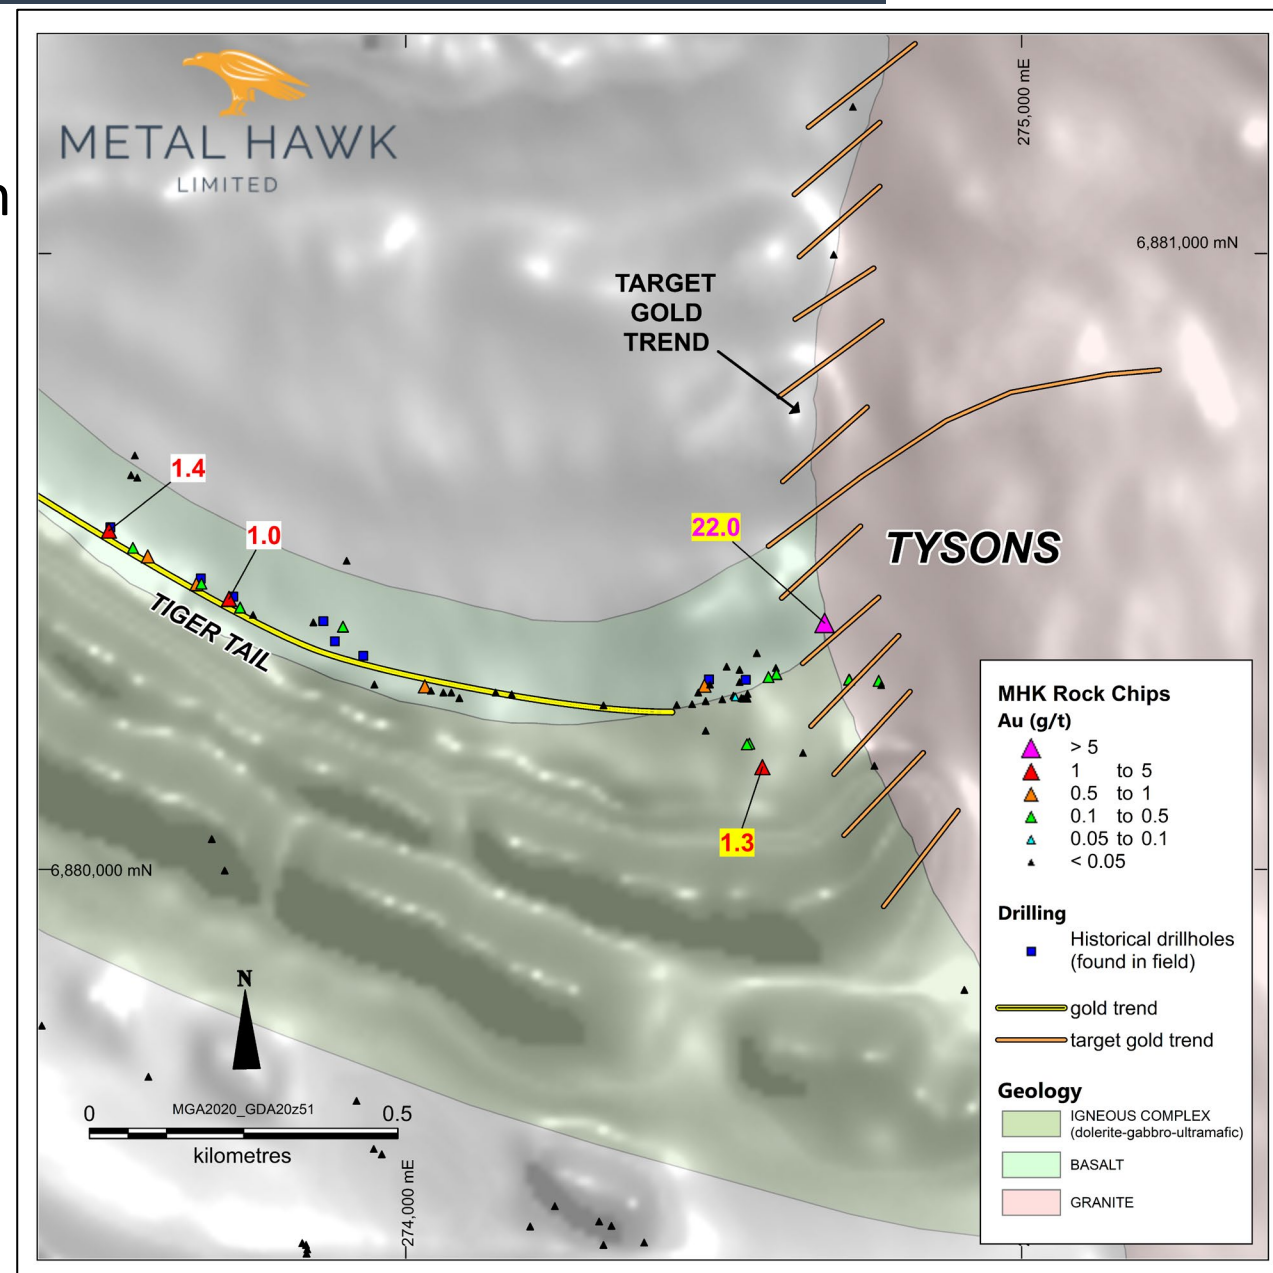 n
METAL HAWK
LIMITED
275,000 mE
6,881,000 mN
TARGET
GOLD
TREND
1.4
1.0
22.0
TYSONS
TIGER TAIL
1.3
6,880,000 mN
N
MGA2020_GDA20z51
0 0.5
kilometres
274,000 mE
MHK Rock Chips
Au (g/t)
> 5
1 to 5
0.5 to 1
0.1 to 0.5
0.05 to 0.1
< 0.05
Drilling
Historical drillholes
(found in field)
gold trend
target gold trend
Geology
IGNEOUS COMPLEX
(dolerite-gabbro-ultramafic)
BASALT
GRANITE